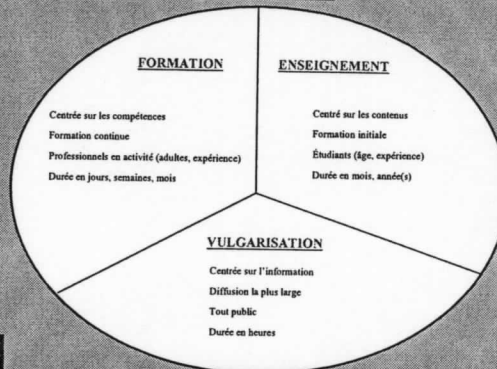 FORMATION
Centrée sur les compétences
Formation continue
Professionnels en activité (adultes, expérience)
Durée en jours, semaines, mois
ENSEIGNEMENT
Centré sur les contenus
Formation initiale
Étudiants (âge, expérience)
Durée en mois, année(s)
VULGARISATION
Centrée sur l'information
Diffusion la plus large
Tout public
Durée en heures